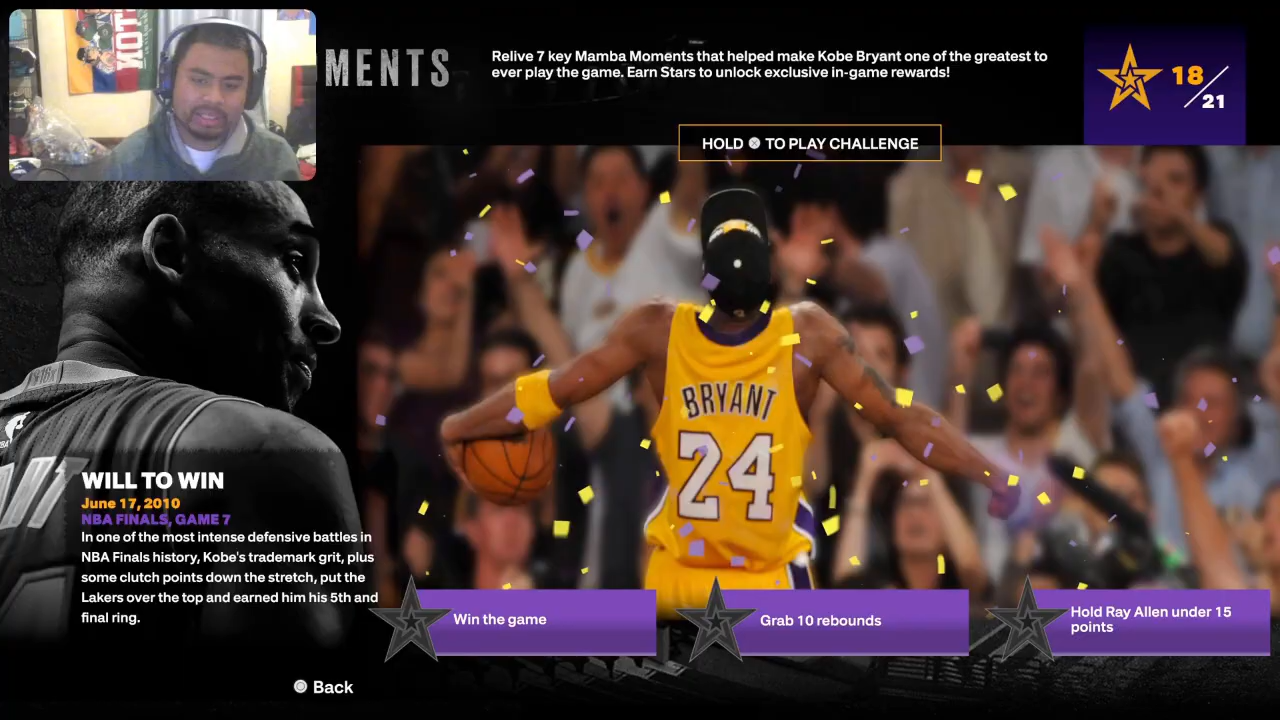 MENTS
Relive 7 key Mamba Moments that helped make Kobe Bryant one of the greatest to
ever play the game. Earn Stars to unlock exclusive in-game rewards!
18/21
HOLD ⊗ TO PLAY CHALLENGE
BRYANT
24
WILL TO WIN
June 17, 2010
NBA FINALS, GAME 7
In one of the most intense defensive battles in
NBA Finals history, Kobe's trademark grit, plus
some clutch points down the stretch, put the
Lakers over the top and earned him his 5th and
final ring.
Win the game
Grab 10 rebounds
Hold Ray Allen under 15
points
Back